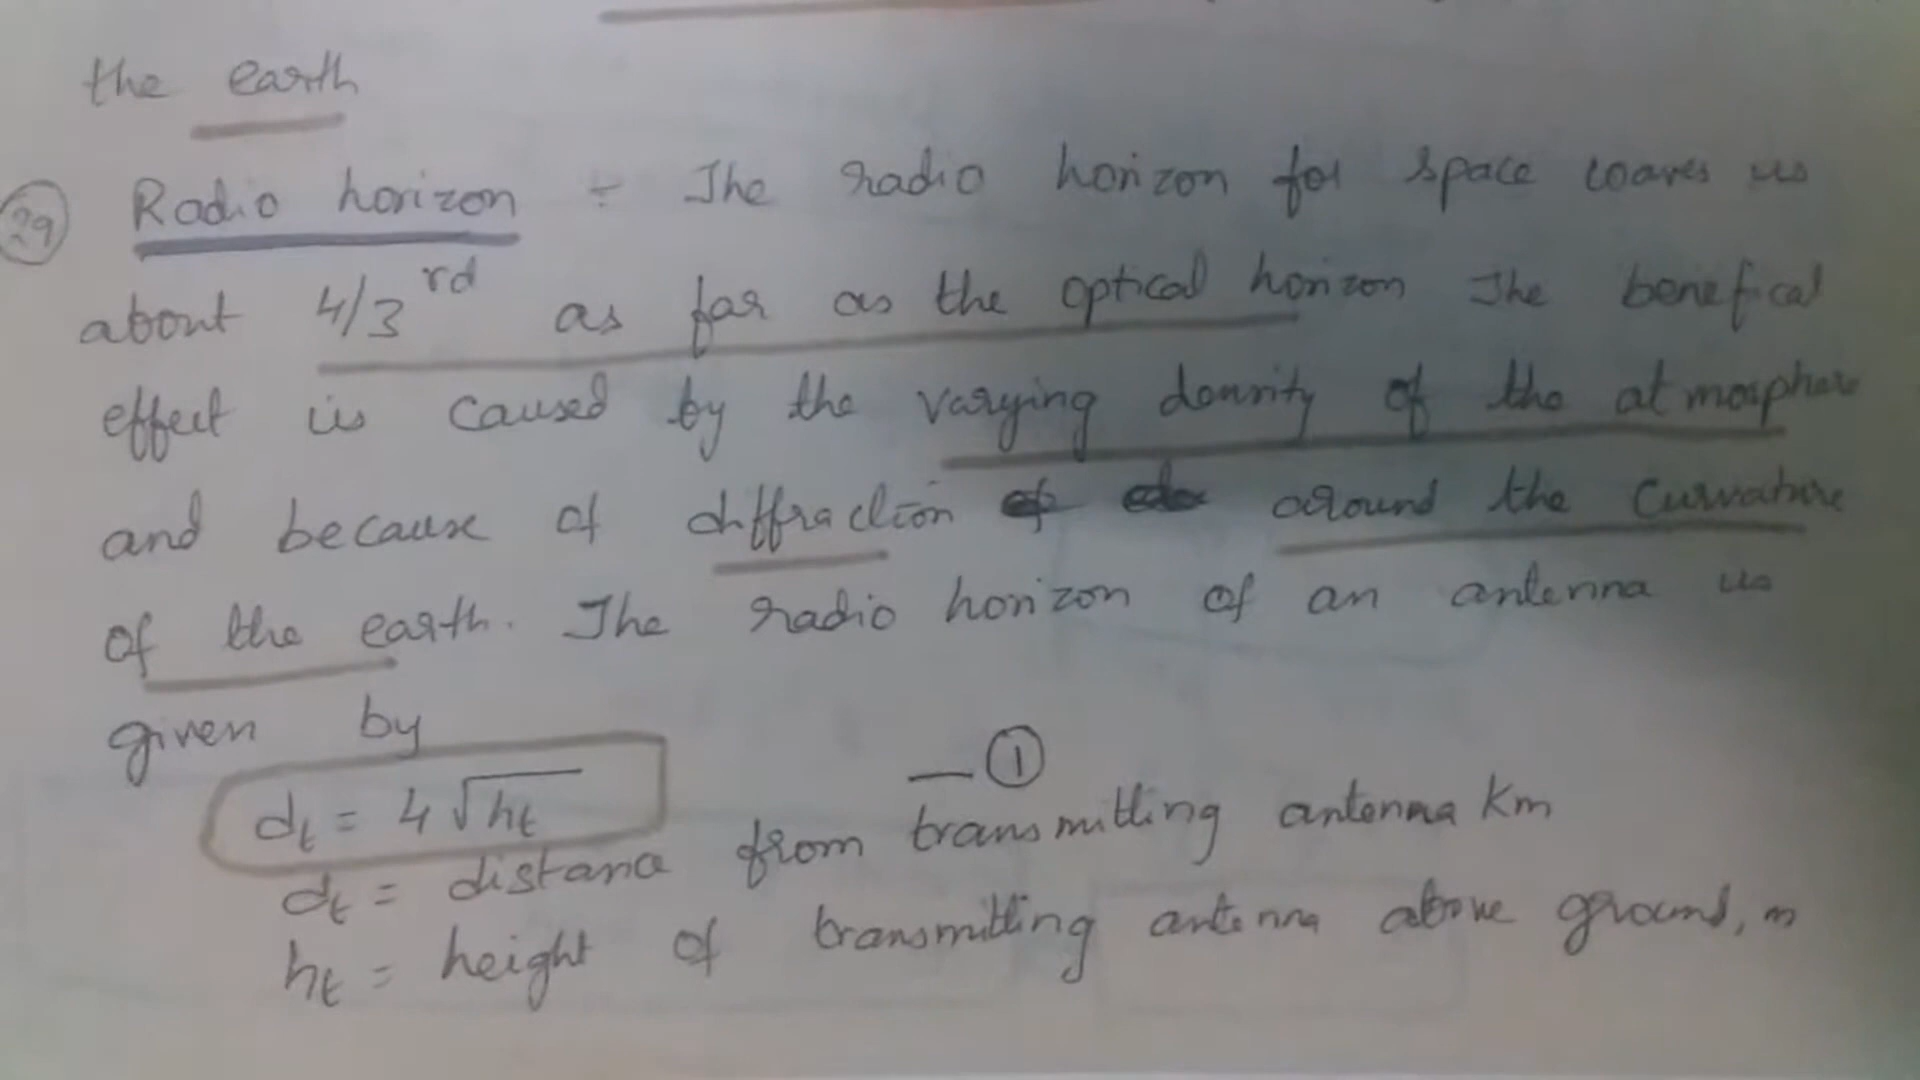 the earth
29 Radio horizon :- The radio horizon for space waves is
about 4/3 rd as far as the optical horizon The benefical
effect is caused by the varying density of the atmosphere
and because of diffraction around the curvature
of the earth. The radio horizon of an antenna is
given by
dt = 4√ht — 1
dt = distance from transmitting antenna Km
ht = height of transmitting antenna above ground, m